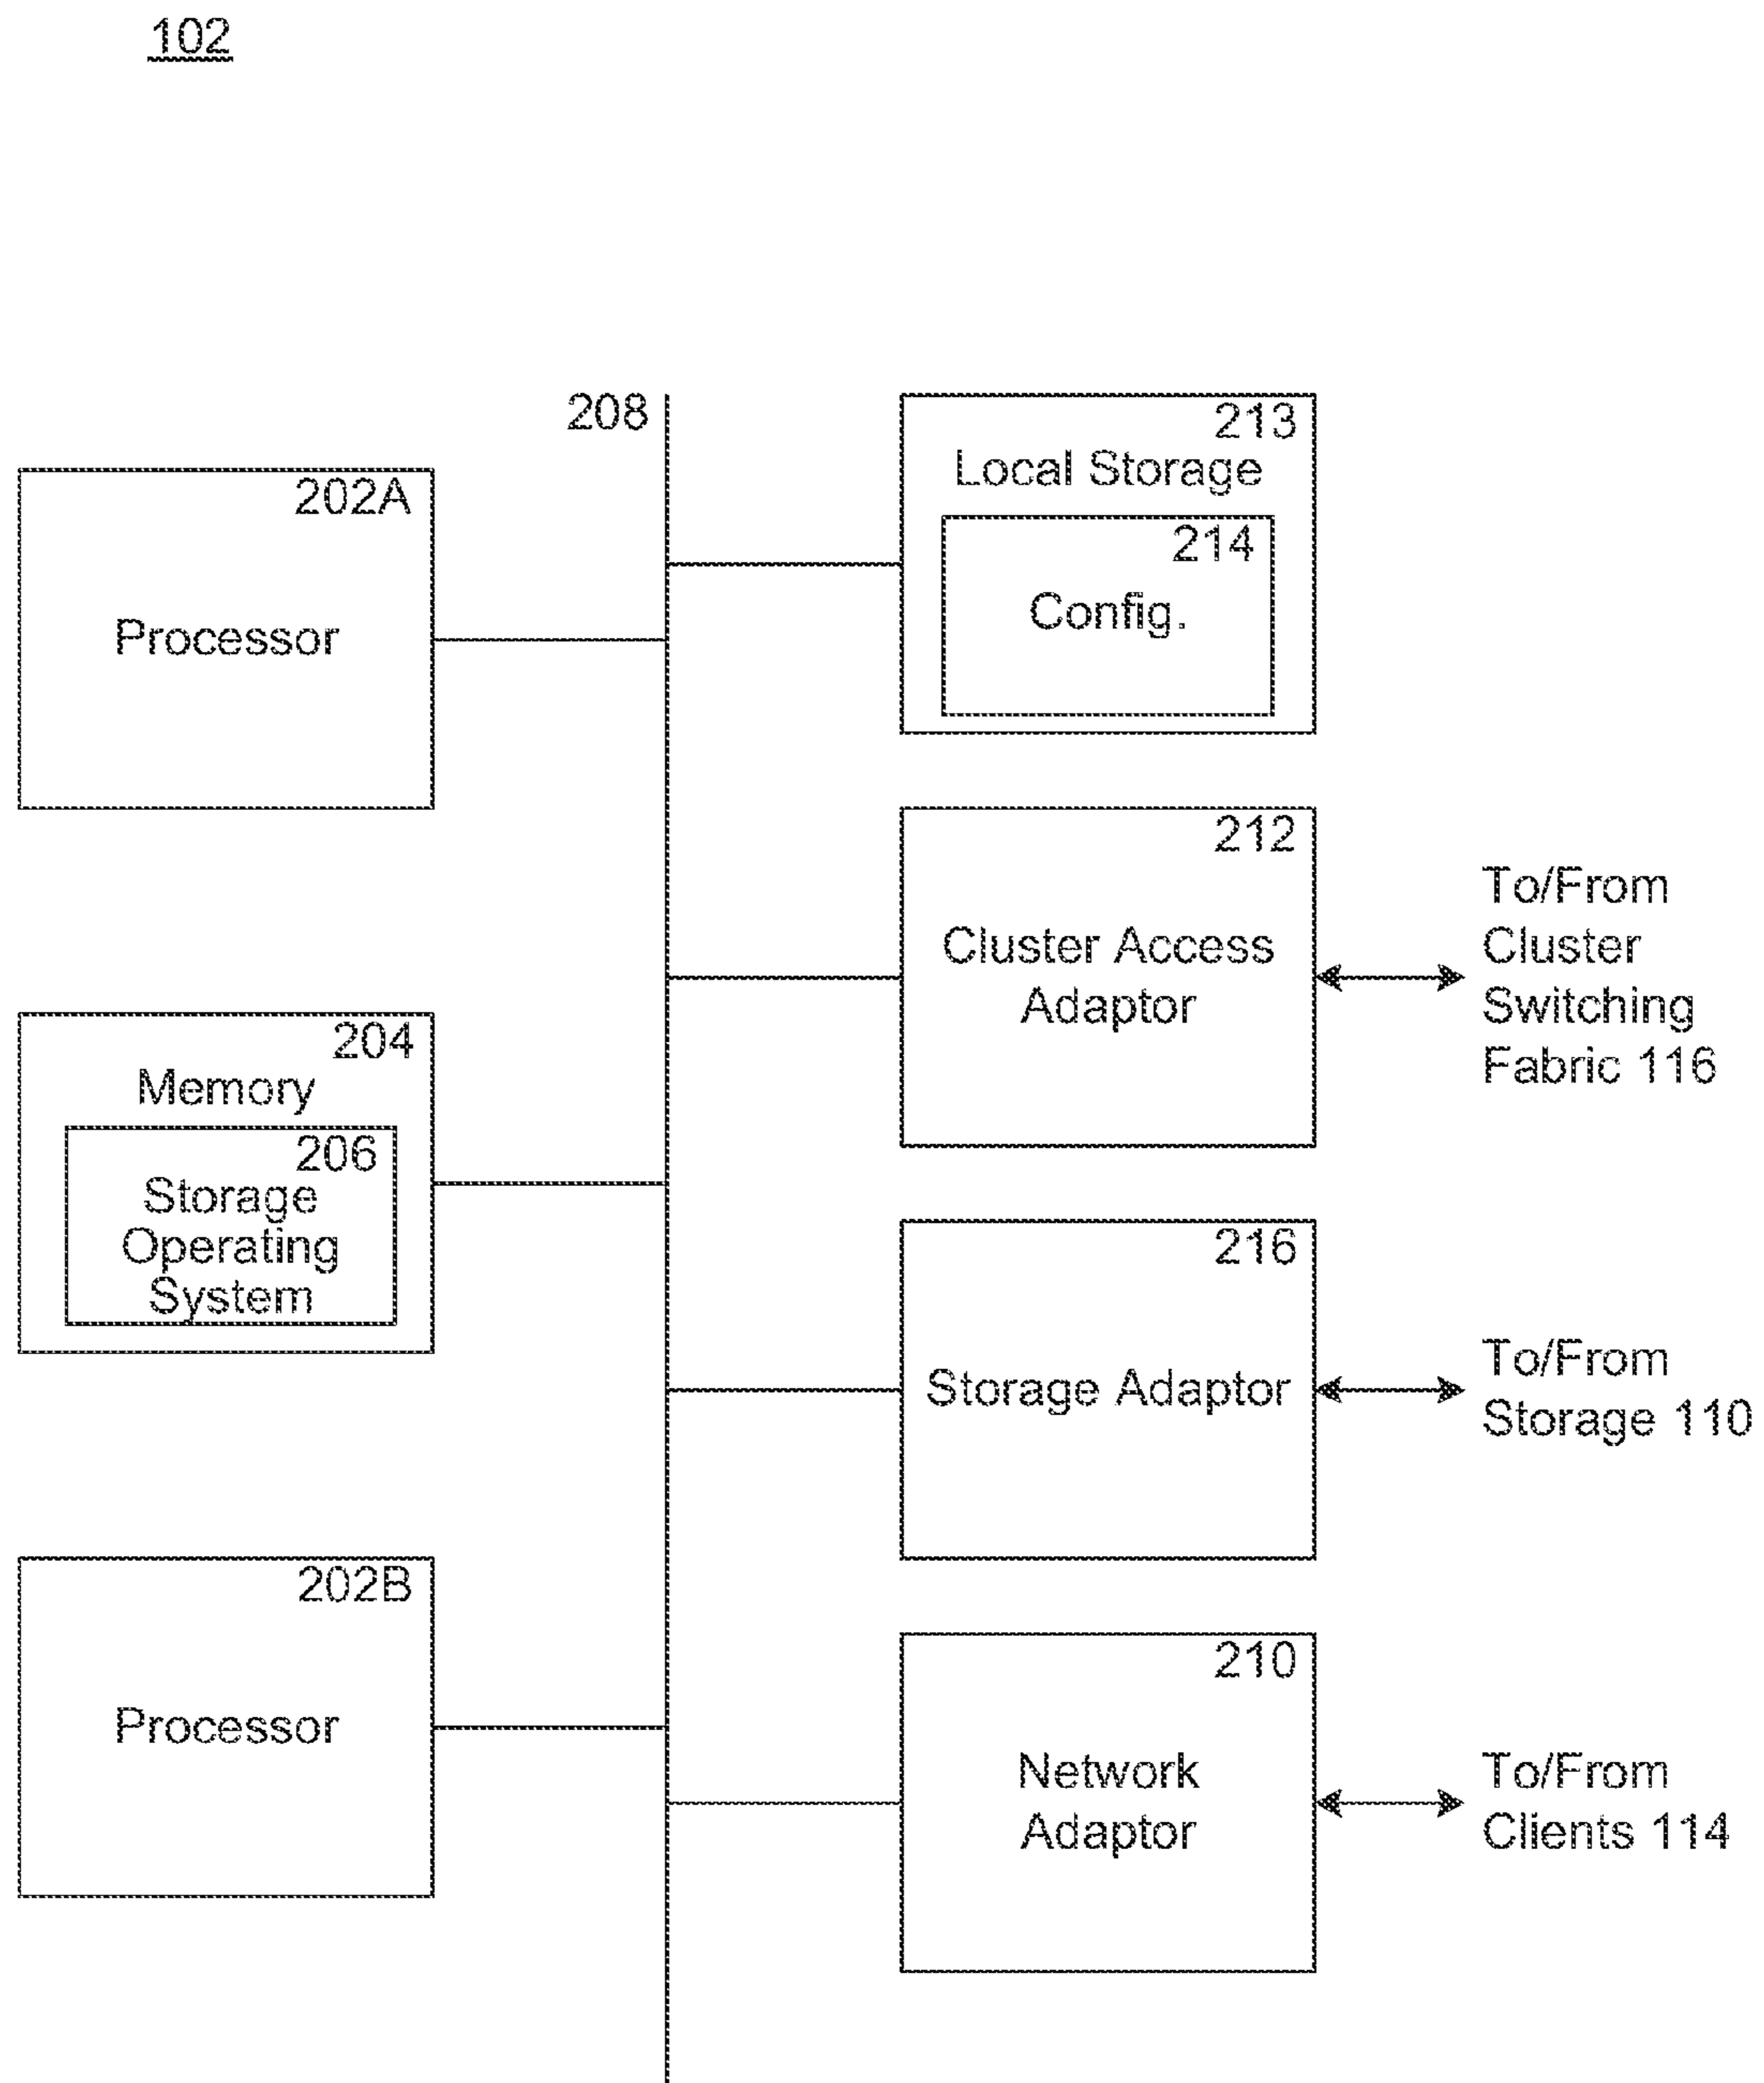 102
208
202A
Processor
204
Memory
206
Storage
Operating
System
202B
Processor
213
Local Storage
214
Config.
212
Cluster Access
Adaptor
To/From
Cluster
Switching
Fabric 116
216
Storage Adaptor
To/From
Storage 110
210
Network
Adaptor
To/From
Clients 114